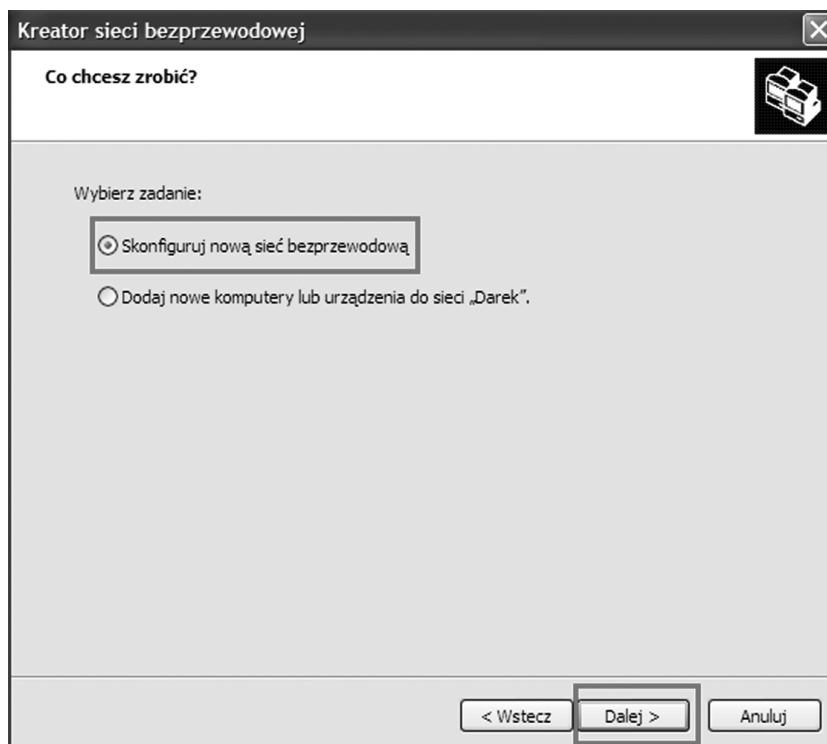 Kreator sieci bezprzewodowej
Co chcesz zrobić?
Wybierz zadanie:
Skonfiguruj nową sieć bezprzewodową
Dodaj nowe komputery lub urządzenia do sieci „Darek”.
< Wstecz
Dalej >
Anuluj